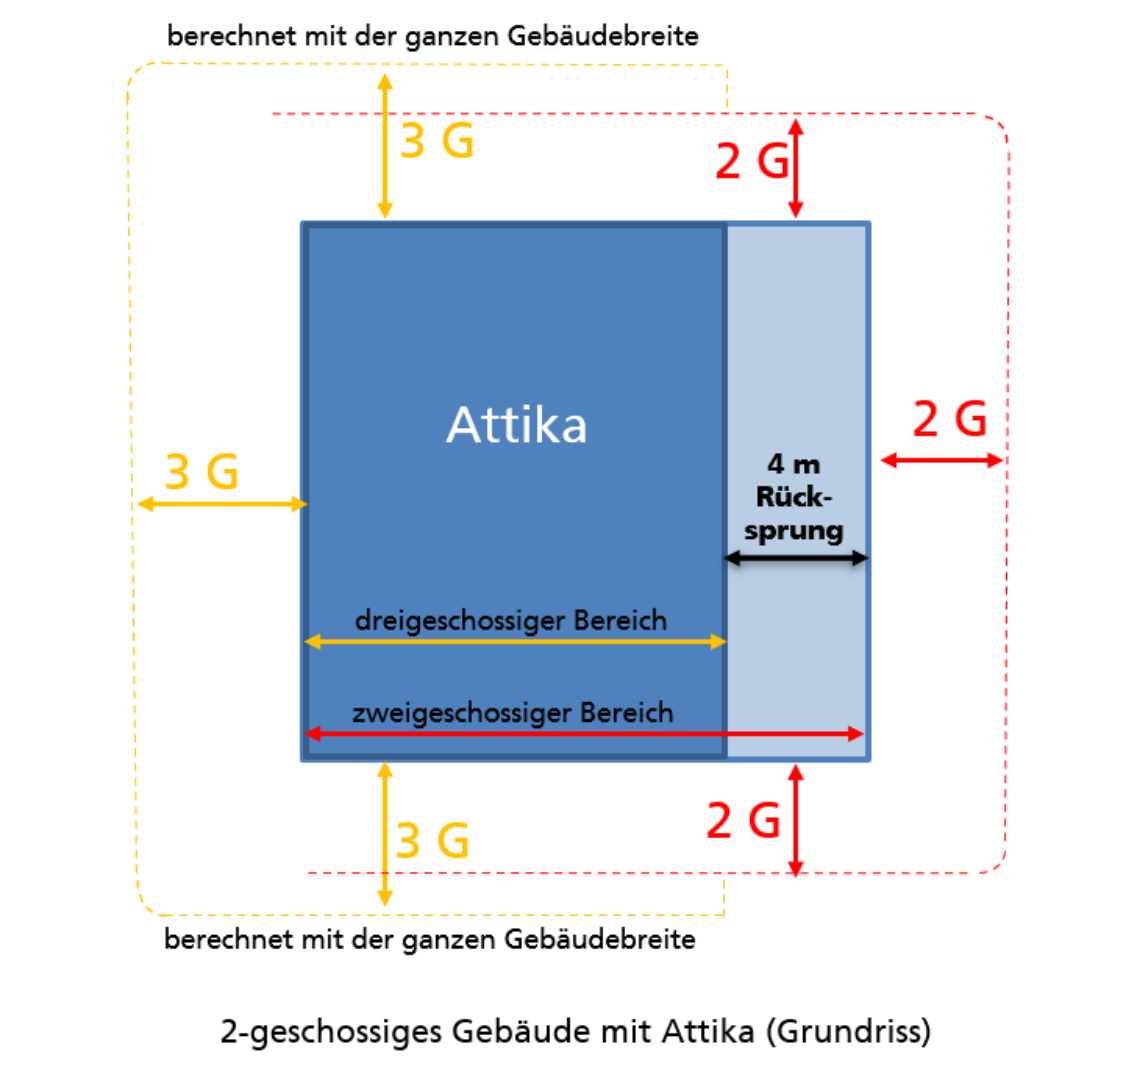 berechnet mit der ganzen Gebäudebreite
3 G
2 G
Attika
2 G
3 G
4 m
Rück-
sprung
dreigeschossiger Bereich
zweigeschossiger Bereich
3 G
2 G
berechnet mit der ganzen Gebäudebreite
2-geschossiges Gebäude mit Attika (Grundriss)